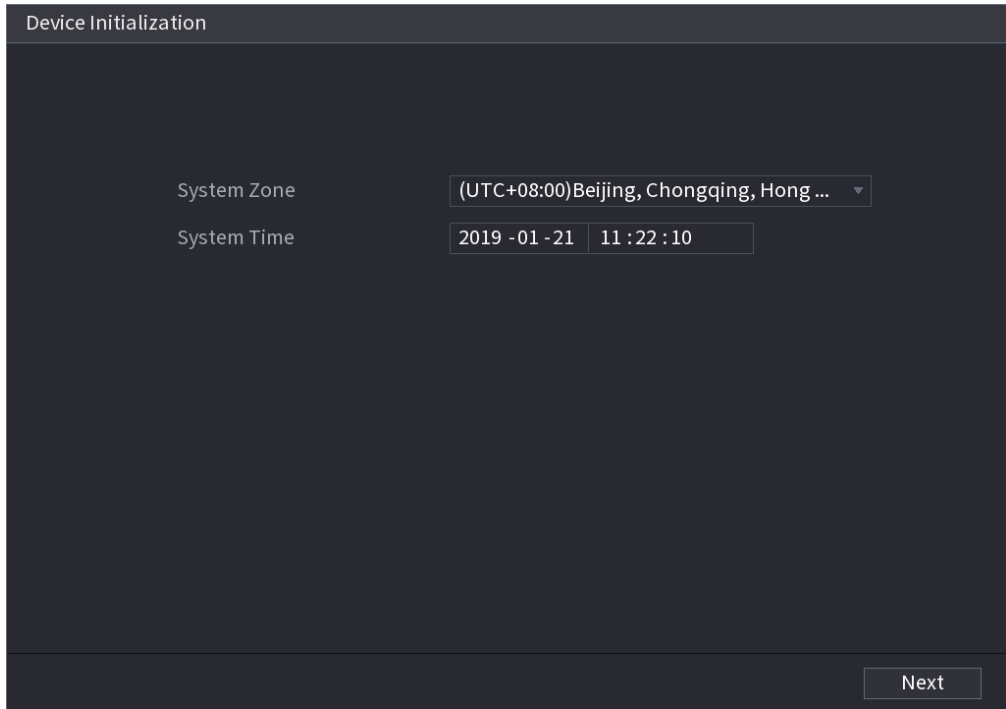 Device Initialization
System Zone (UTC+08:00)Beijing, Chongqing, Hong ...
System Time 2019 -01 -21 11 : 22 : 10
Next